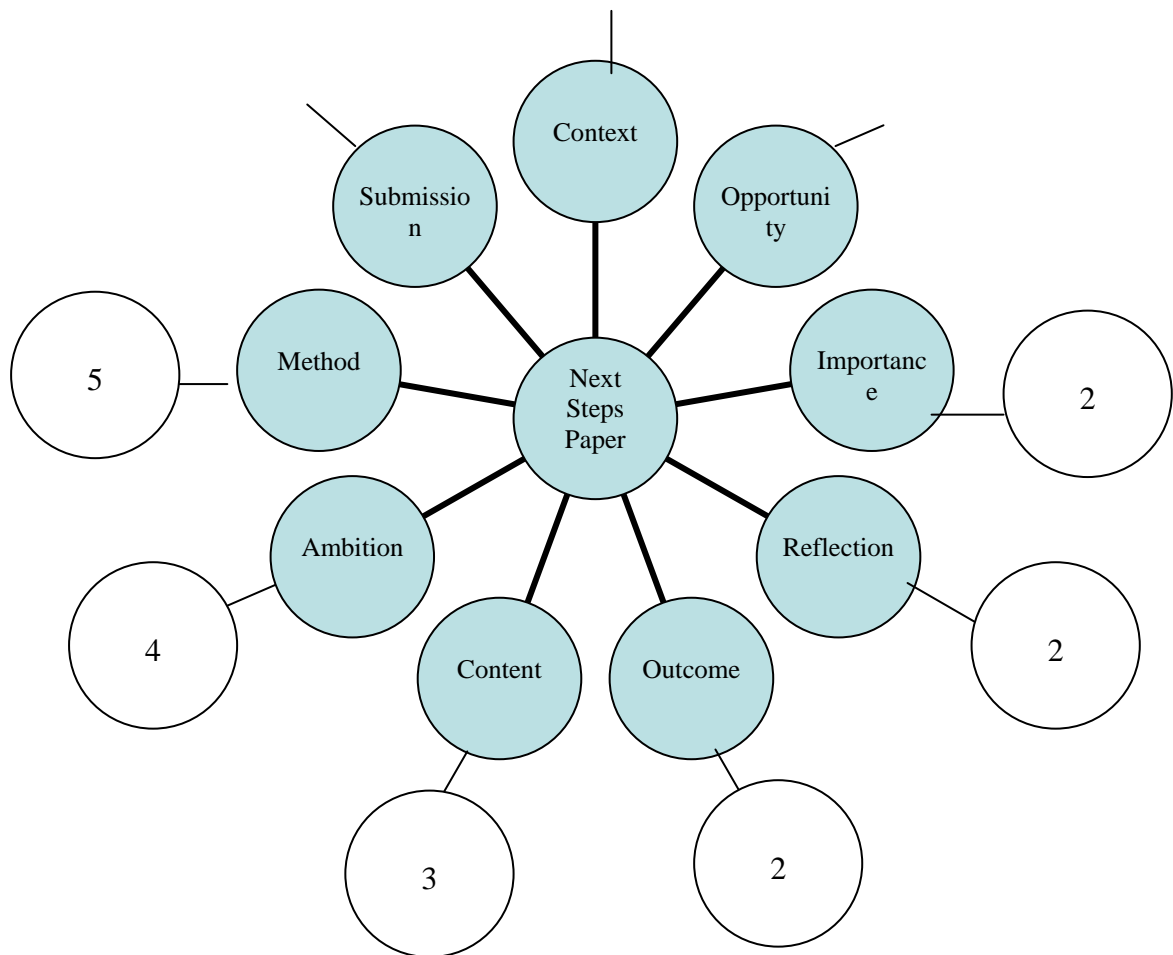 Context
Submissio
n
Opportuni
ty
Method
5
Next
Steps
Paper
Importanc
e
2
Ambition
4
Reflection
2
Content
3
Outcome
2